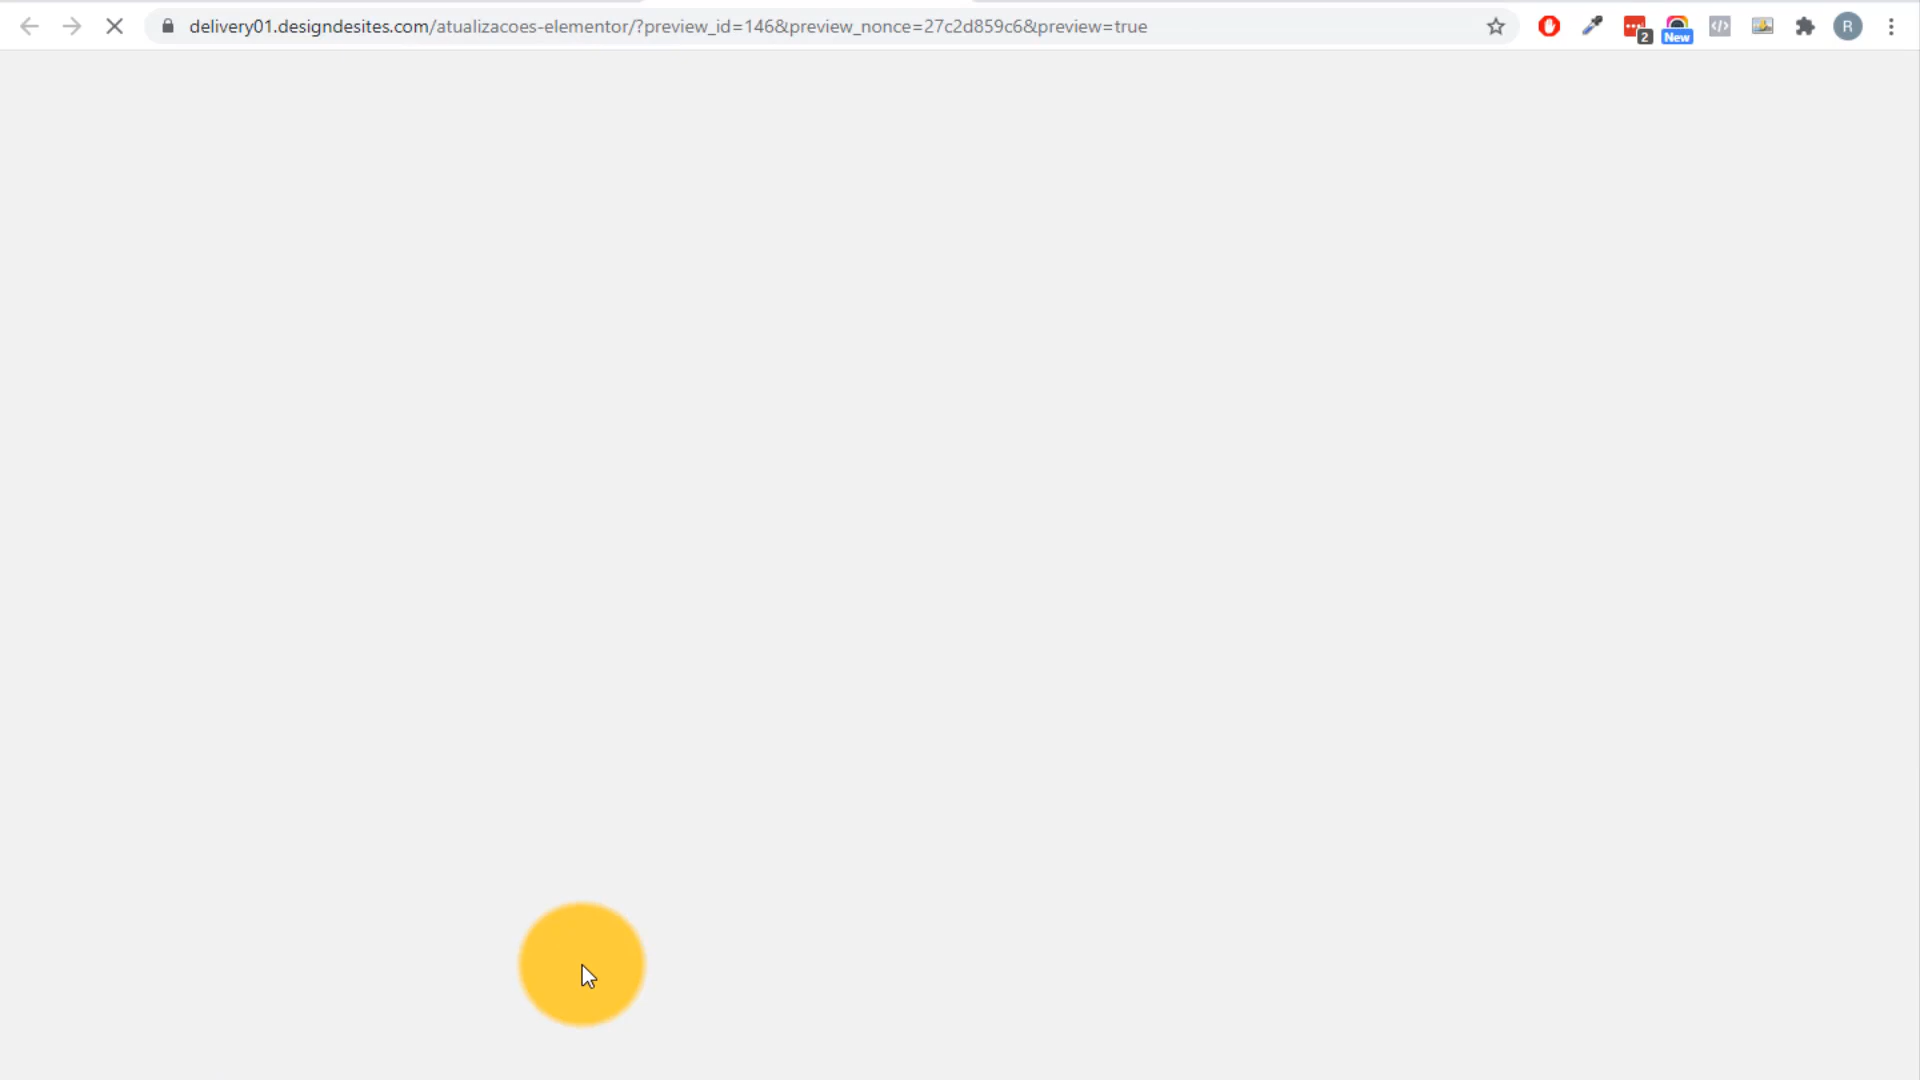 delivery01.designdesites.com/atualizacoes-elementor/?preview_id=146&preview_nonce=27c2d859c6&preview=true
2
New
R